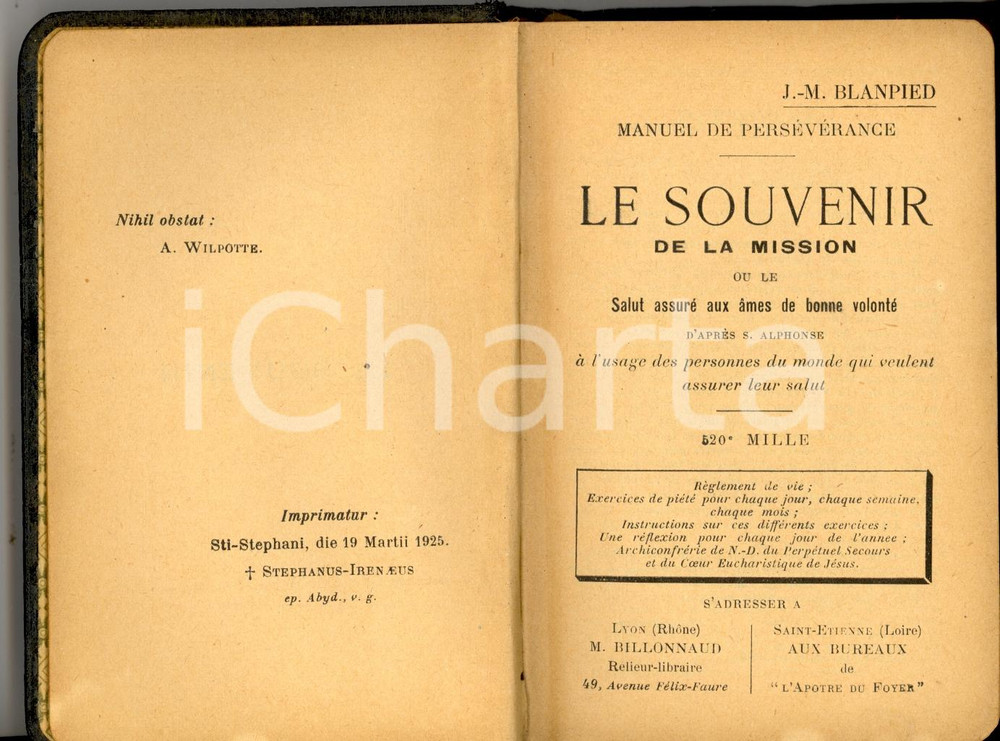 Nihil obstat :
A. WILPOTTE.
Imprimatur :
Sti-Stephani, die 19 Martii 1925.
† STEPHANUS-IRENÆUS
ep. Abyd., v. g.
J.-M. BLANPIED
MANUEL DE PERSÉVÉRANCE
LE SOUVENIR
DE LA MISSION
OU LE
Salut assuré aux âmes de bonne volonté
D'APRÈS S. ALPHONSE
à l'usage des personnes du monde qui veulent
assurer leur salut
520e MILLE
Règlement de vie ;
Exercices de piété pour chaque jour, chaque semaine,
chaque mois ;
Instructions sur ces différents exercices ;
Une réflexion pour chaque jour de l'année ;
Archiconfrérie de N.-D. du Perpétuel Secours
et du Cœur Eucharistique de Jésus.
S'ADRESSER A
LYON (Rhône)
M. BILLONNAUD
Relieur-libraire
49, Avenue Félix-Faure
SAINT-ETIENNE (Loire)
AUX BUREAUX
de
"L'APOTRE DU FOYER"
iCharta